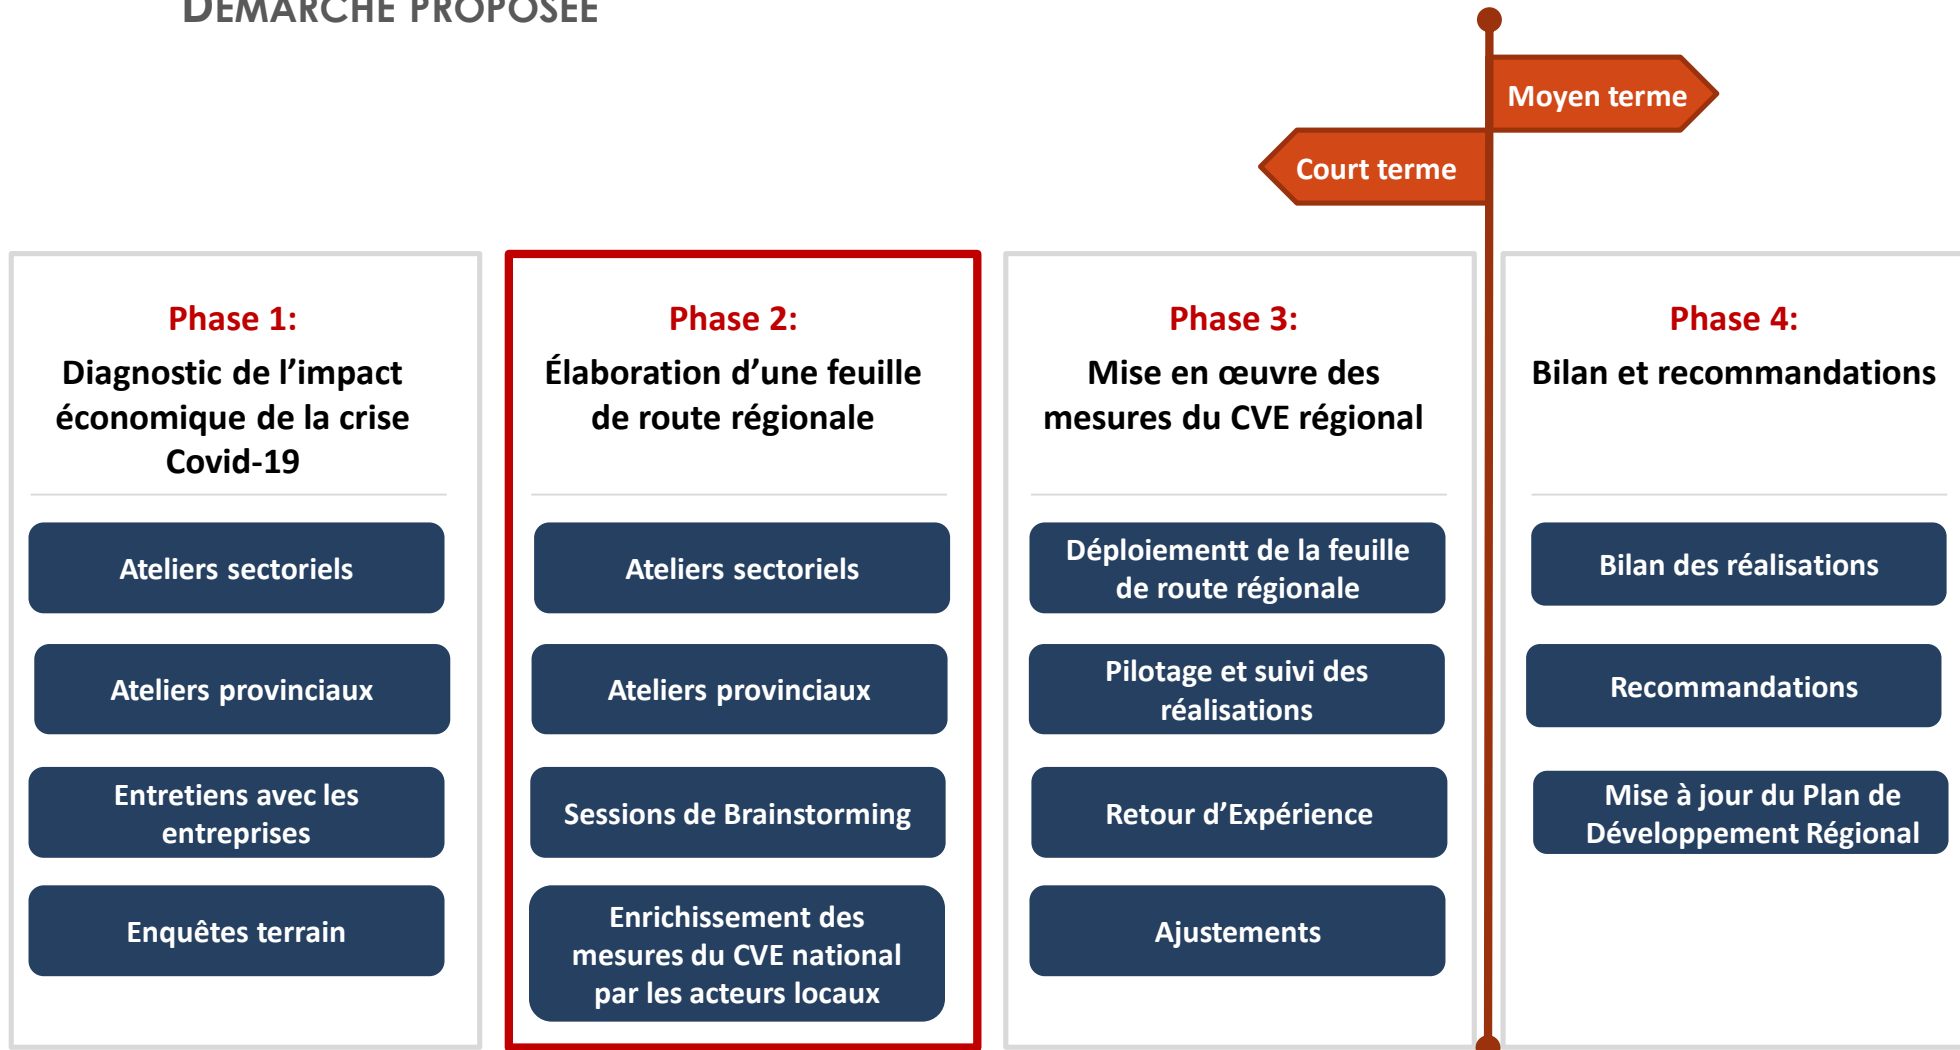 DEMARCHE PROPOSEE
Moyen terme
Court terme
Phase 1:
Diagnostic de l’impact
économique de la crise
Covid-19
Ateliers sectoriels
Ateliers provinciaux
Entretiens avec les
entreprises
Enquêtes terrain
Phase 2:
Élaboration d’une feuille
de route régionale
Ateliers sectoriels
Ateliers provinciaux
Sessions de Brainstorming
Enrichissement des
mesures du CVE national
par les acteurs locaux
Phase 3:
Mise en œuvre des
mesures du CVE régional
Déploiementt de la feuille
de route régionale
Pilotage et suivi des
réalisations
Retour d’Expérience
Ajustements
Phase 4:
Bilan et recommandations
Bilan des réalisations
Recommandations
Mise à jour du Plan de
Développement Régional